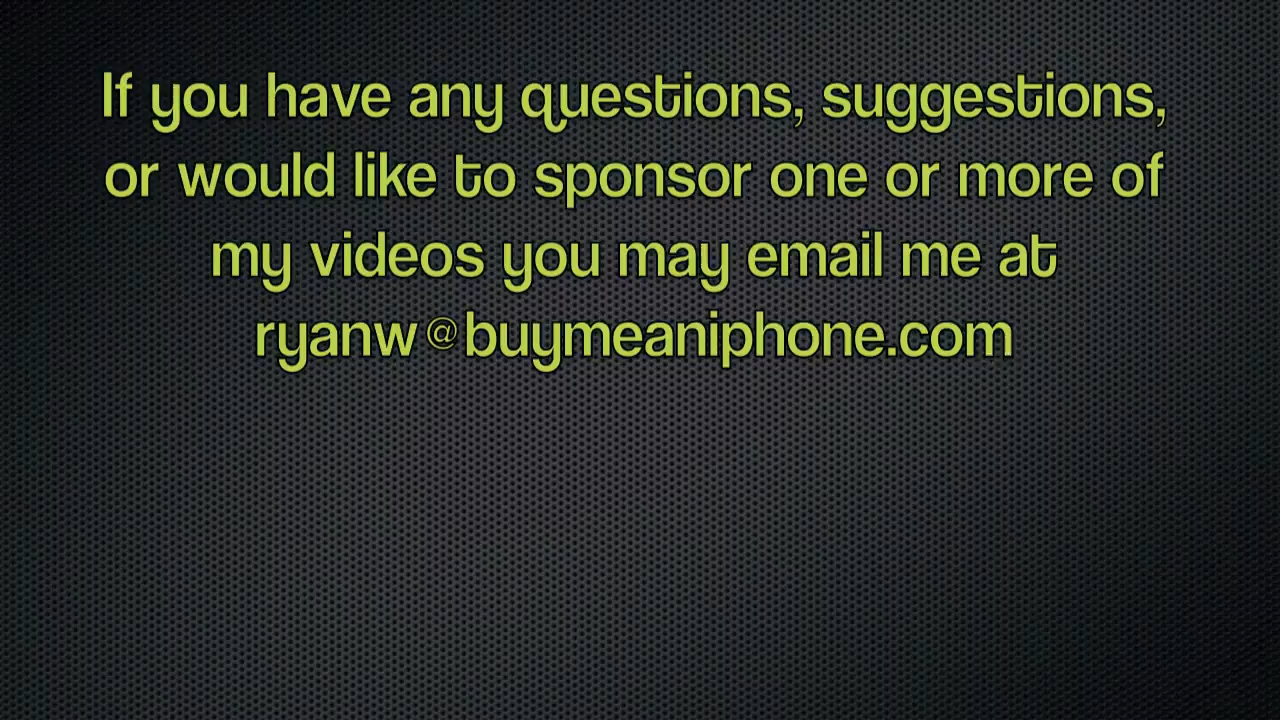 If you have any questions, suggestions,
or would like to sponsor one or more of
my videos you may email me at
ryanw@buymeaniphone.com